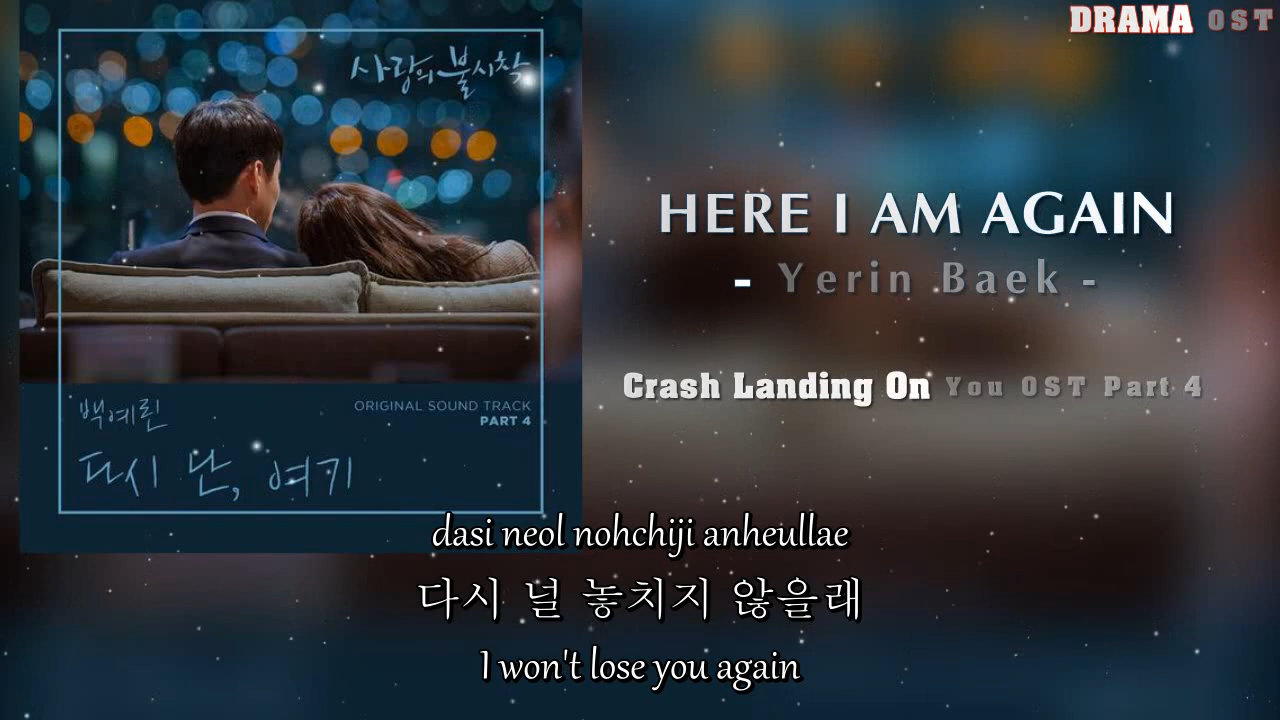 DRAMA OST
사랑의 불시착
HERE I AM AGAIN
- Yerin Baek -
Crash Landing On You OST Part 4
백예린
ORIGINAL SOUND TRACK
PART 4
다시 난, 여기
dasi neol nohchiji anheullae
다시 널 놓치지 않을래
I won't lose you again